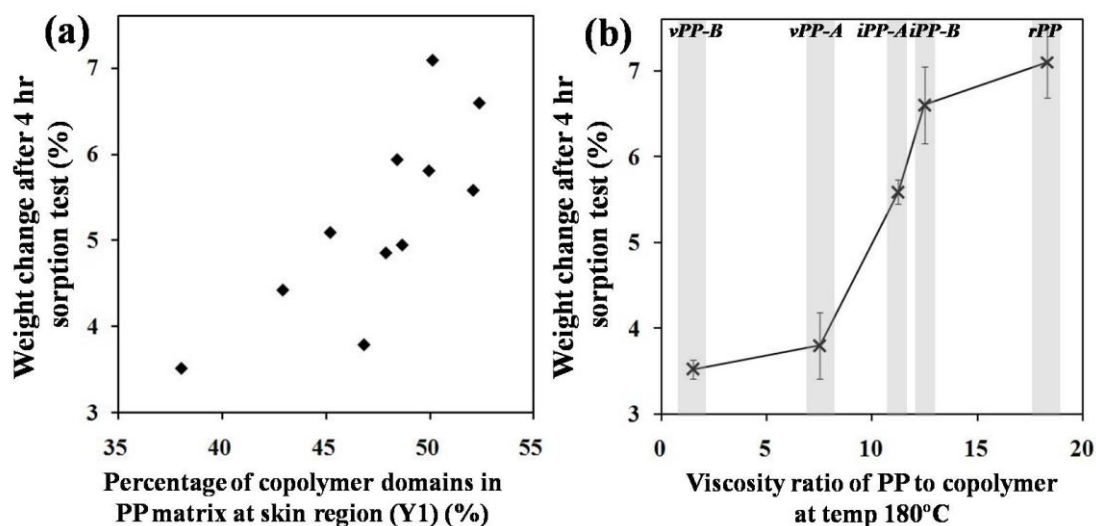 (a)
Weight change after 4 hr
sorption test (%)
7
6
5
4
3
35
40
45
50
55
Percentage of copolymer domains in
PP matrix at skin region (Y1) (%)
(b)
vPP-B
vPP-A
iPP-A
iPP-B
rPP
Weight change after 4 hr
sorption test (%)
7
6
5
4
3
0
5
10
15
20
Viscosity ratio of PP to copolymer
at temp 180°C